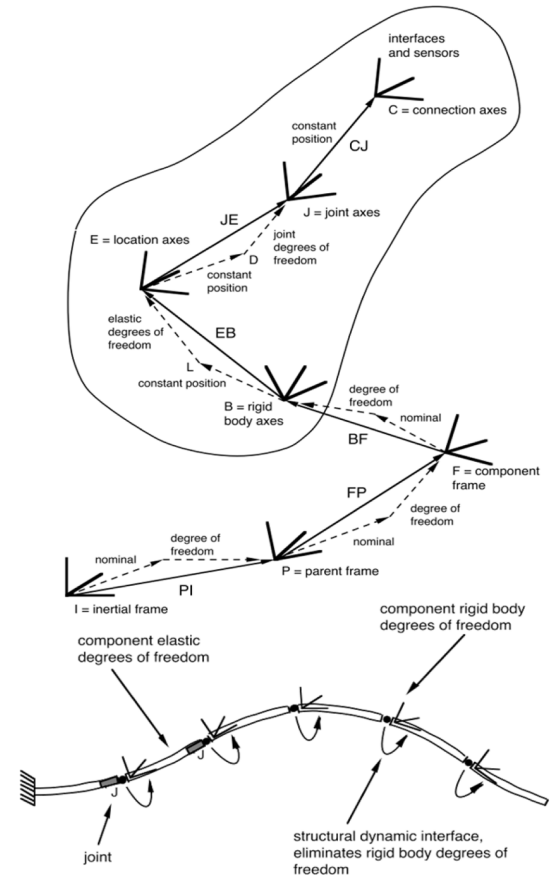 interfaces
and sensors
C = connection axes
constant
position
CJ
J = joint axes
JE
E = location axes
joint
degrees of
freedom
D
constant
position
elastic
degrees of
freedom
EB
L
constant position
B = rigid
body axes
degree of
freedom
nominal
BF
F = component
frame
FP
degree of
freedom
nominal
degree of
freedom
nominal
P = parent frame
PI
I = inertial frame
component rigid body
degrees of freedom
component elastic
degrees of freedom
J
J
joint
structural dynamic interface,
eliminates rigid body degrees of
freedom